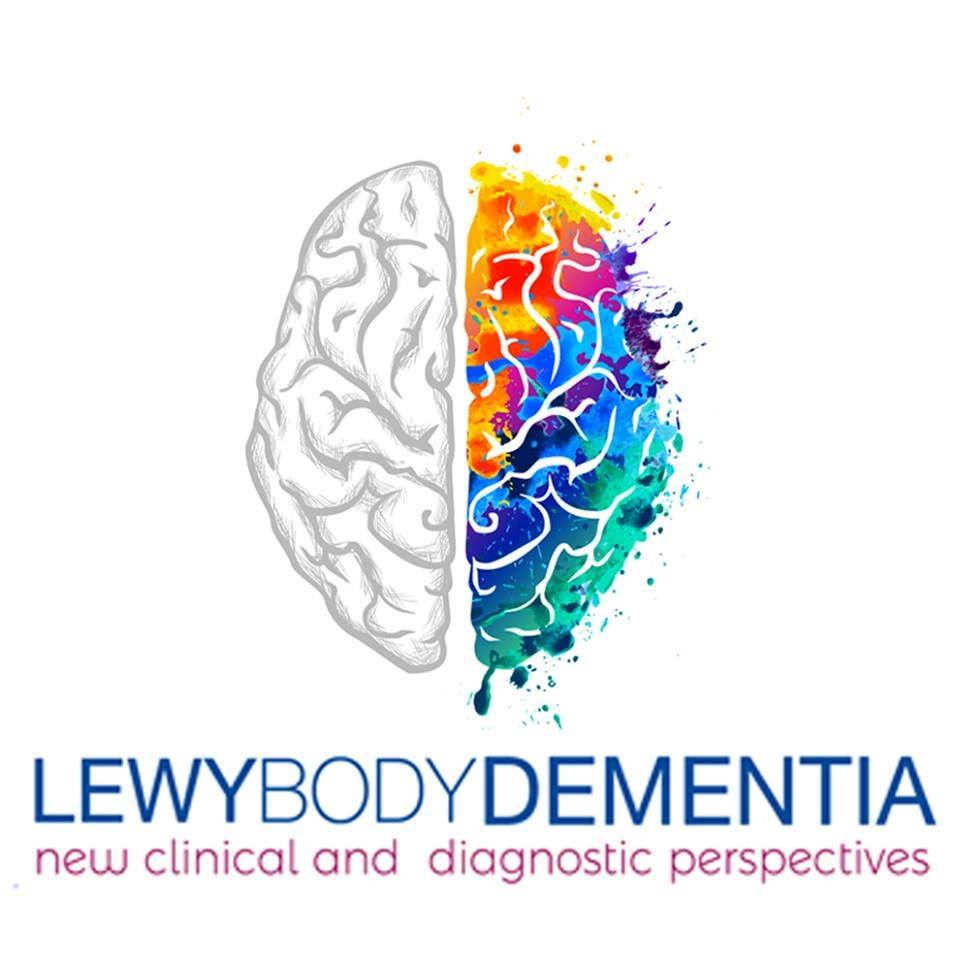 LEWYBODYDEMENTIA
new clinical and diagnostic perspectives